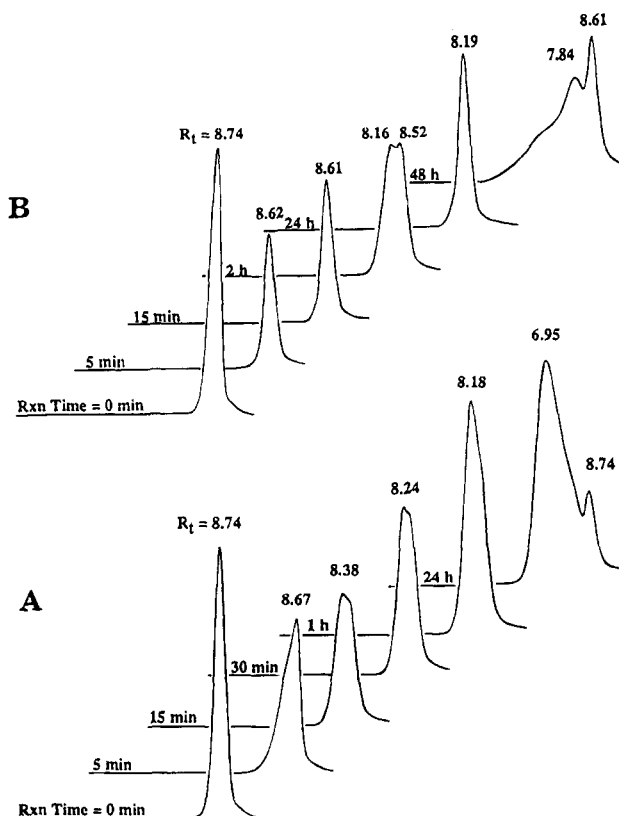 8.61
7.84
8.19
8.16 8.52
Rt = 8.74
48 h
B
8.61
8.62
24 h
2 h
15 min
5 min
Rxn Time = 0 min
6.95
8.18
8.74
8.24
Rt = 8.74
8.38
24 h
A
8.67
1 h
30 min
15 min
5 min
Rxn Time = 0 min